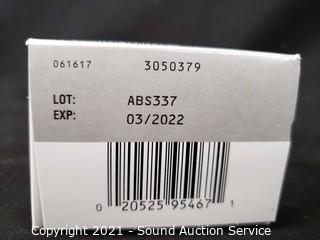 061617 3050379
LOT: ABS337
EXP: 03/2022
0 20525 95467 1
Copyright 2021 - Sound Auction Service